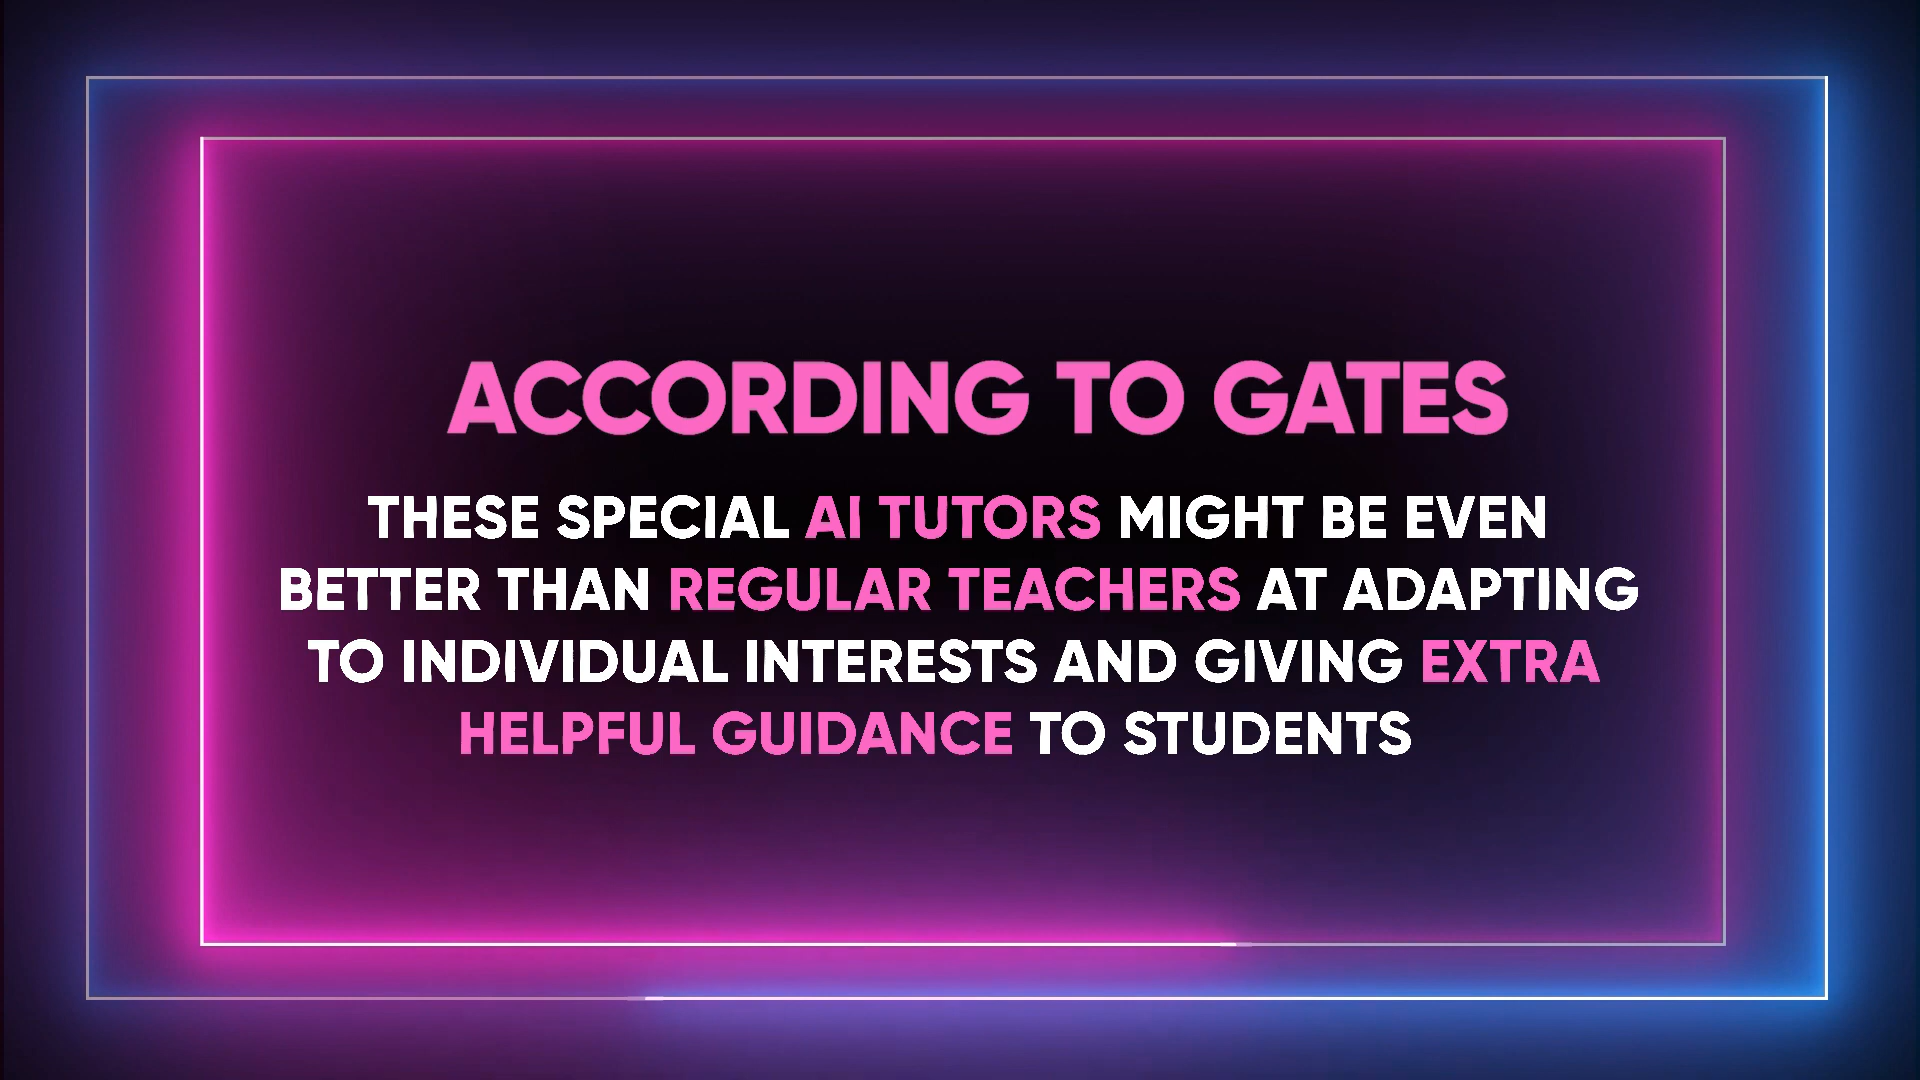 ACCORDING TO GATES
THESE SPECIAL AI TUTORS MIGHT BE EVEN
BETTER THAN REGULAR TEACHERS AT ADAPTING
TO INDIVIDUAL INTERESTS AND GIVING EXTRA
HELPFUL GUIDANCE TO STUDENTS